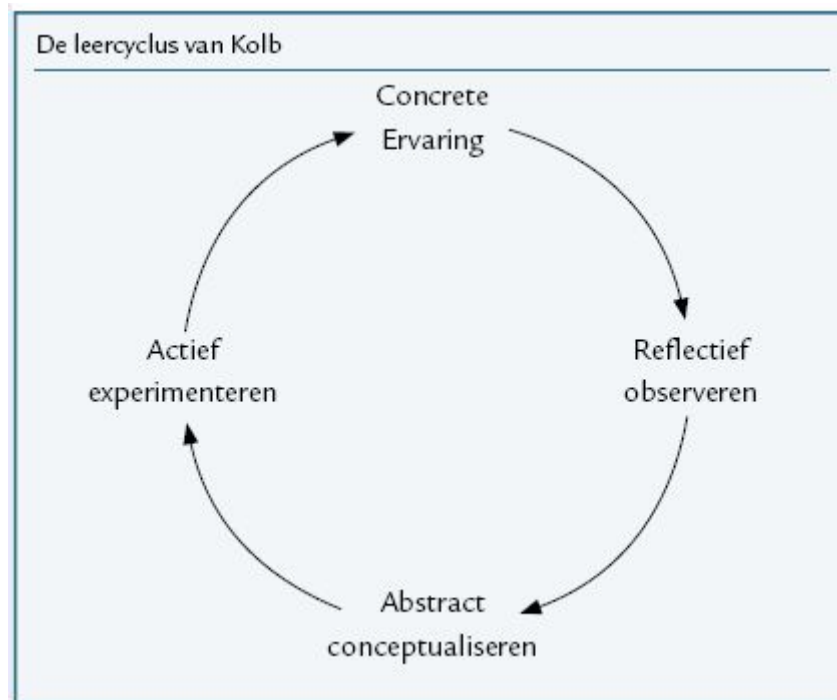 De leercyclus van Kolb
Concrete
Ervaring
Actief
experimenteren
Reflectief
observeren
Abstract
conceptualiseren